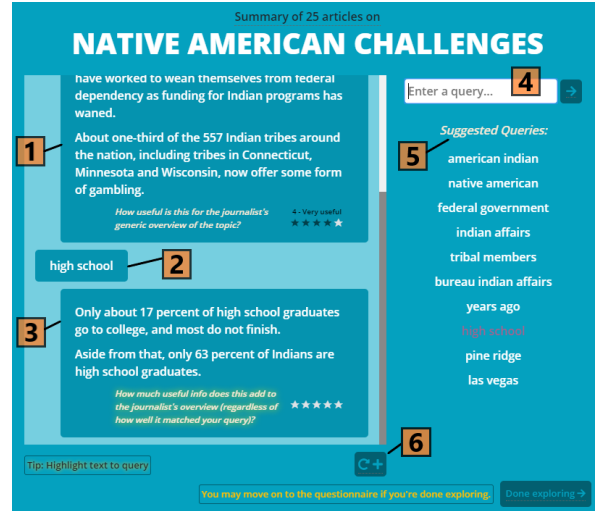 Summary of 25 articles on
NATIVE AMERICAN CHALLENGES
have worked to wean themselves from federal
dependency as funding for Indian programs has
waned.
About one-third of the 557 Indian tribes around
the nation, including tribes in Connecticut,
Minnesota and Wisconsin, now offer some form
of gambling.
How useful is this for the journalist's
generic overview of the topic?
4 - Very useful
1
high school
2
Only about 17 percent of high school graduates
go to college, and most do not finish.
Aside from that, only 63 percent of Indians are
high school graduates.
3
How much useful info does this add to
the journalist's overview (regardless of
how well it matched your query)?
Enter a query...
4
Suggested Queries:
5
american indian
native american
federal government
indian affairs
tribal members
bureau indian affairs
years ago
high school
pine ridge
las vegas
6
Tip: Highlight text to query
You may move on to the questionnaire if you're done exploring.
Done exploring